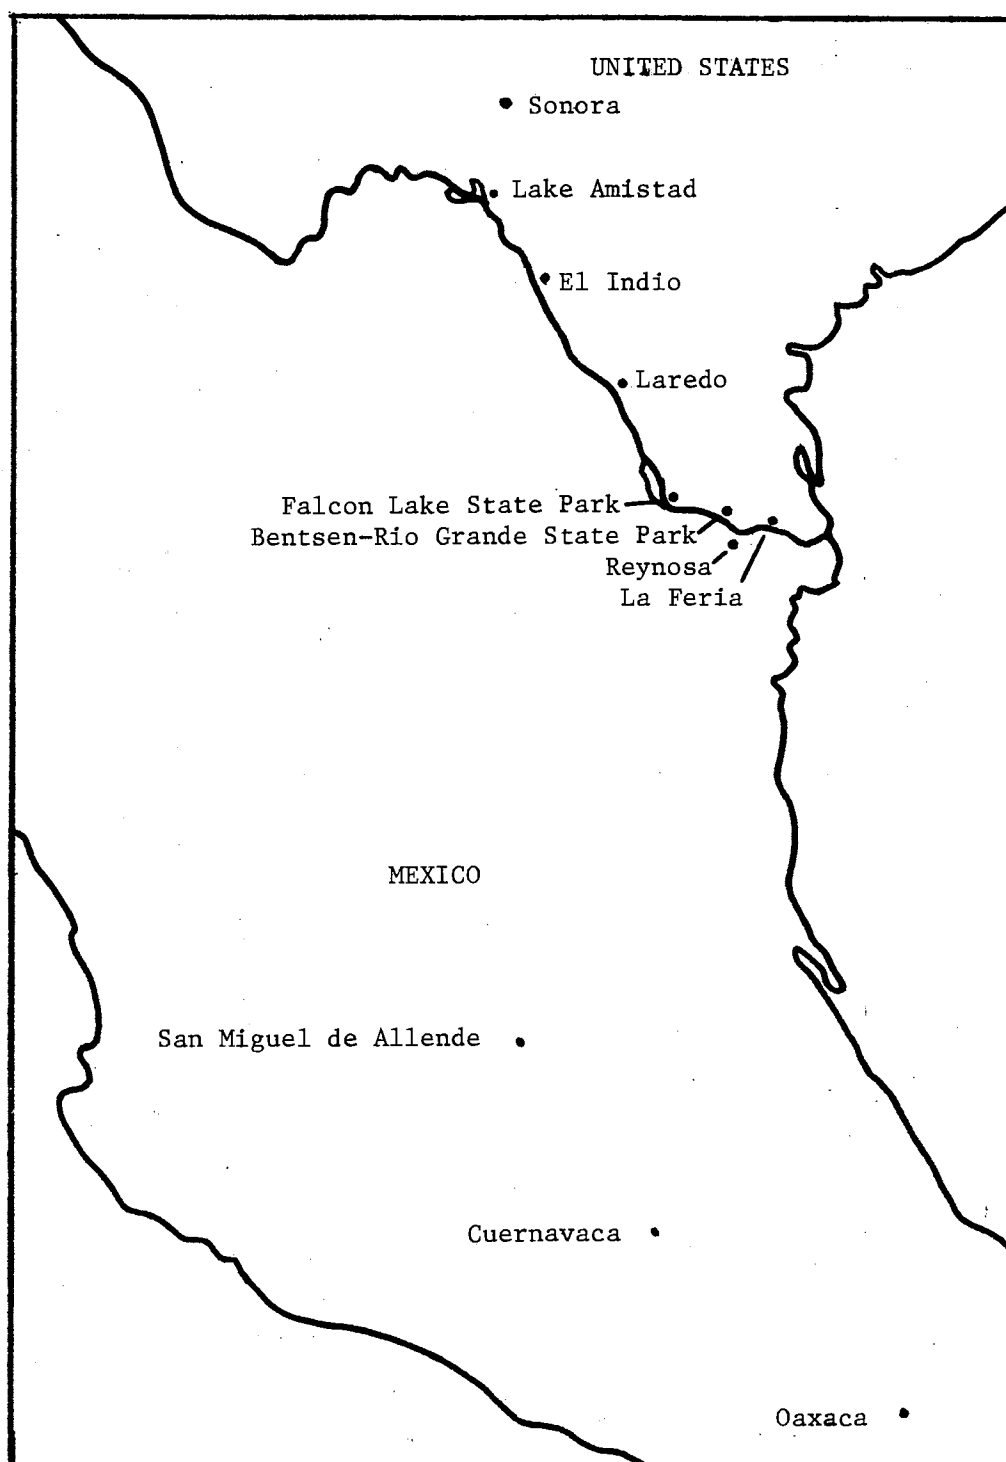 UNITED STATES
Sonora
Lake Amistad
El Indio
Laredo
Falcon Lake State Park
Bentsen-Rio Grande State Park
Reynosa
La Feria
MEXICO
San Miguel de Allende
Cuernavaca
Oaxaca